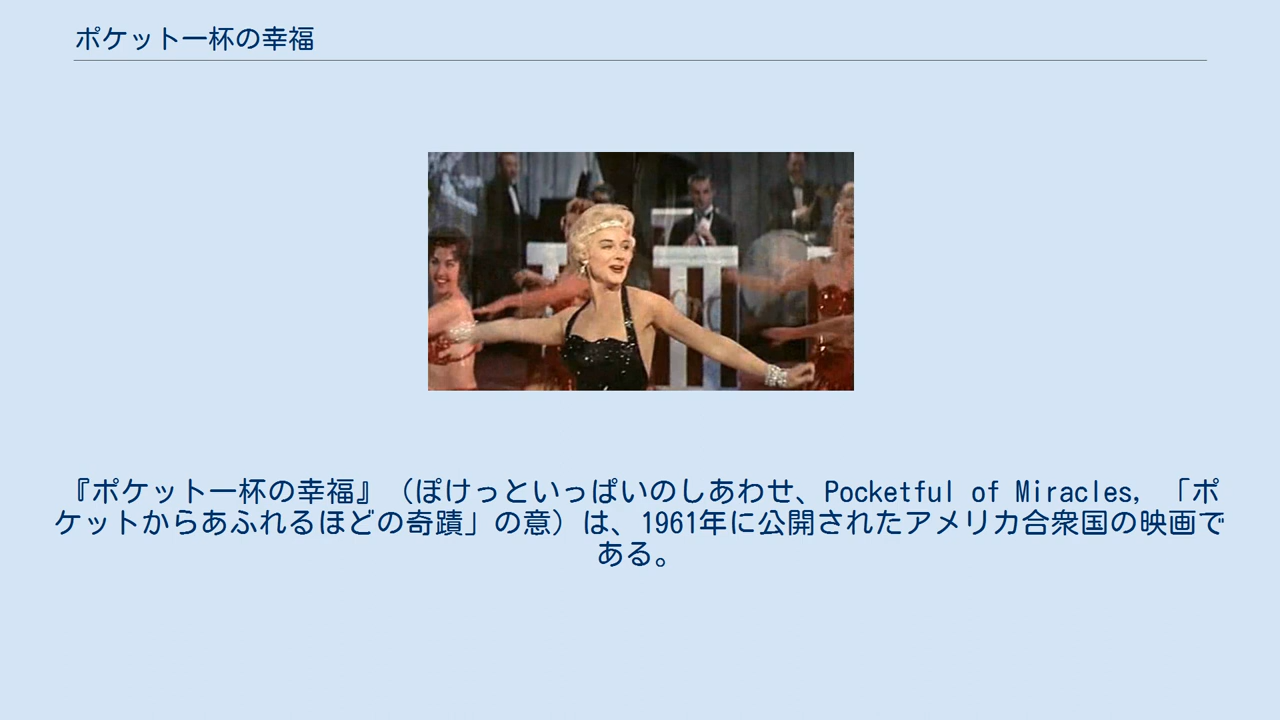 ポケット一杯の幸福
『ポケット一杯の幸福』（ぽけっといっぱいのしあわせ、Pocketful of Miracles, 「ポ
ケットからあふれるほどの奇蹟」の意）は、1961年に公開されたアメリカ合衆国の映画で
ある。